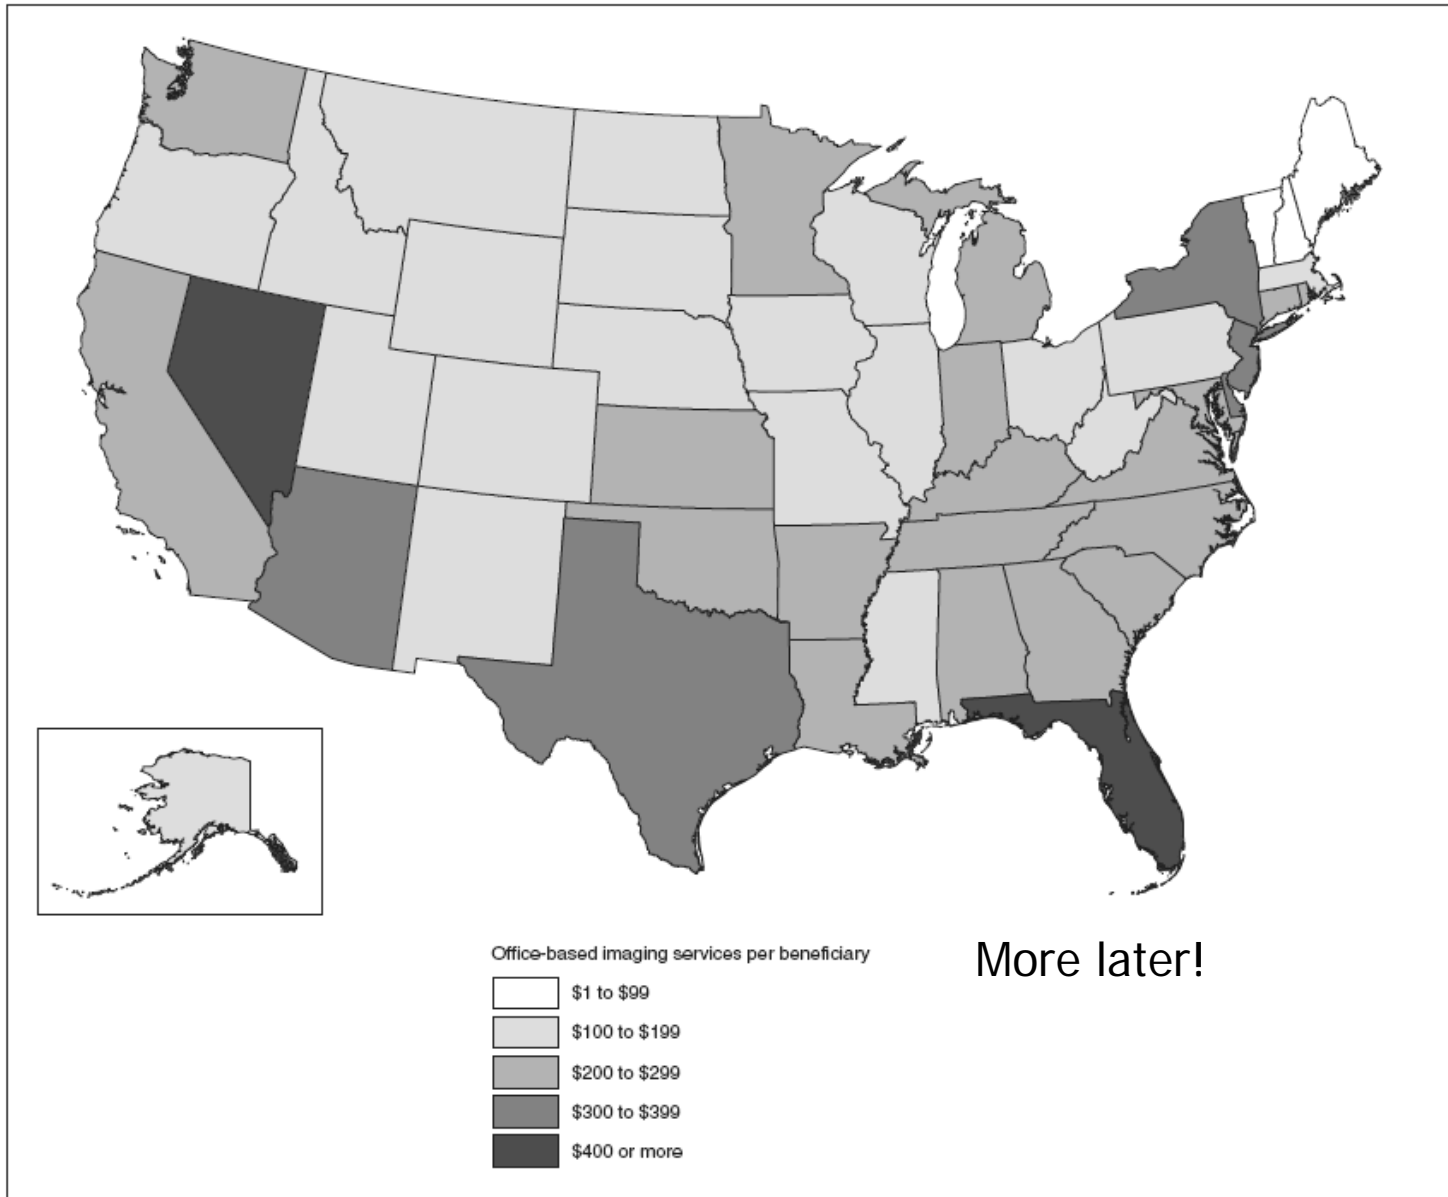 Office-based imaging services per beneficiary
More later!
$1 to $99
$100 to $199
$200 to $299
$300 to $399
$400 or more